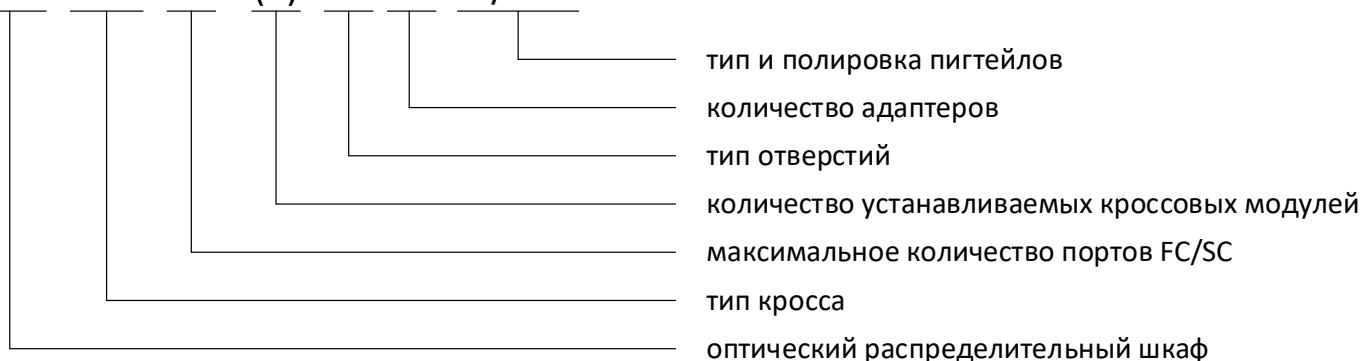 тип и полировка пигтейлов
количество адаптеров
тип отверстий
количество устанавливаемых кроссовых модулей
максимальное количество портов FC/SC
тип кросса
оптический распределительный шкаф